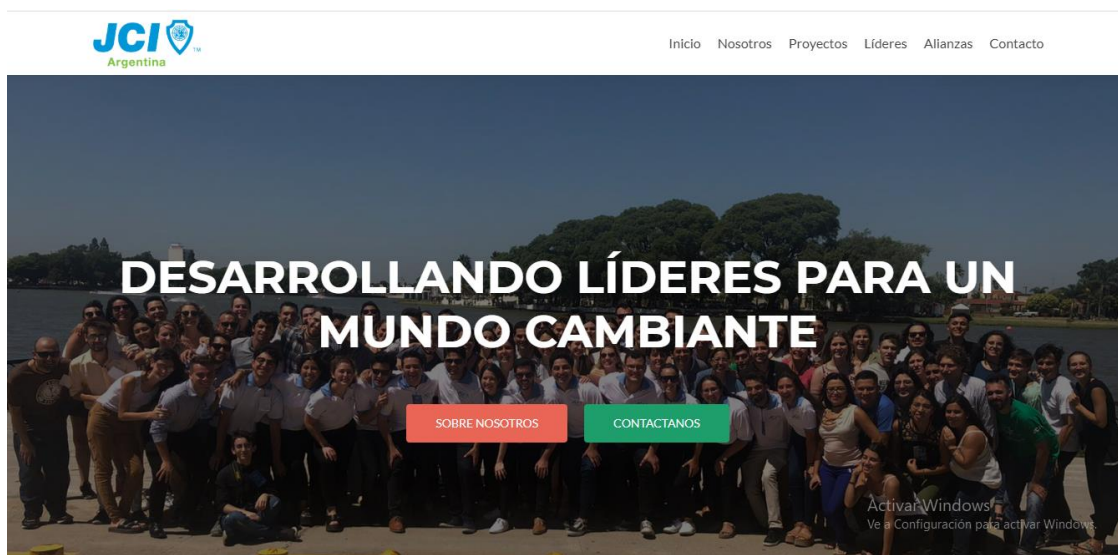 JCI
TM
Argentina
Inicio Nosotros Proyectos Líderes Alianzas Contacto
DESARROLLANDO LÍDERES PARA UN
MUNDO CAMBIANTE
SOBRE NOSOTROS CONTACTANOS
Activar Windows
Ve a Configuración para activar Windows.